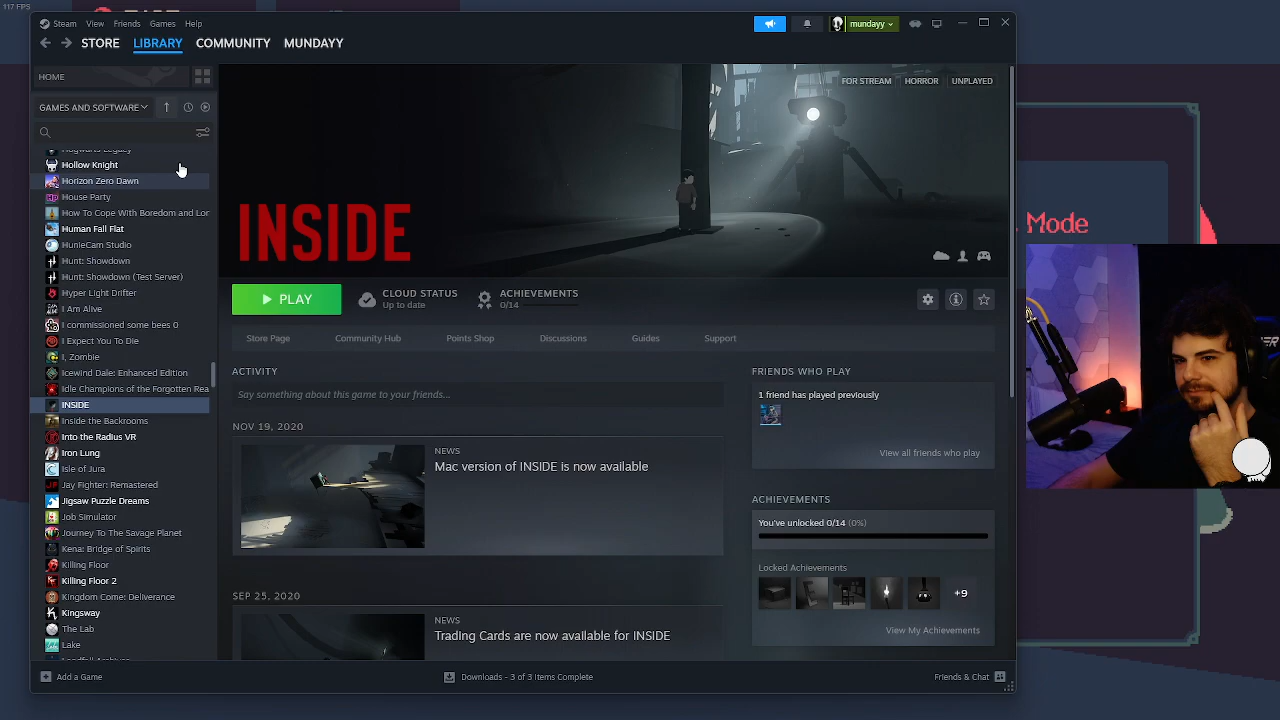 117 FPS
Steam View Friends Games Help
mundayy
STORE LIBRARY COMMUNITY MUNDAYY
HOME
GAMES AND SOFTWARE
Hogwarts Legacy
Hollow Knight
Horizon Zero Dawn
House Party
How To Cope With Boredom and Lor
Human Fall Flat
HunieCam Studio
Hunt: Showdown
Hunt: Showdown (Test Server)
Hyper Light Drifter
I Am Alive
I commissioned some bees 0
I Expect You To Die
I, Zombie
Icewind Dale: Enhanced Edition
Idle Champions of the Forgotten Rea
INSIDE
Inside the Backrooms
Into the Radius VR
Iron Lung
Isle of Jura
Jay Fighter: Remastered
Jigsaw Puzzle Dreams
Job Simulator
Journey To The Savage Planet
Kena: Bridge of Spirits
Killing Floor
Killing Floor 2
Kingdom Come: Deliverance
Kingsway
The Lab
Lake
FOR STREAM HORROR UNPLAYED
INSIDE
PLAY
CLOUD STATUS
Up to date
ACHIEVEMENTS
0/14
Store Page Community Hub Points Shop Discussions Guides Support
ACTIVITY
Say something about this game to your friends...
NOV 19, 2020
NEWS
Mac version of INSIDE is now available
SEP 25, 2020
NEWS
Trading Cards are now available for INSIDE
FRIENDS WHO PLAY
1 friend has played previously
View all friends who play
ACHIEVEMENTS
You've unlocked 0/14 (0%)
Locked Achievements
+9
View My Achievements
Add a Game
Downloads - 3 of 3 Items Complete
Friends & Chat
Mode